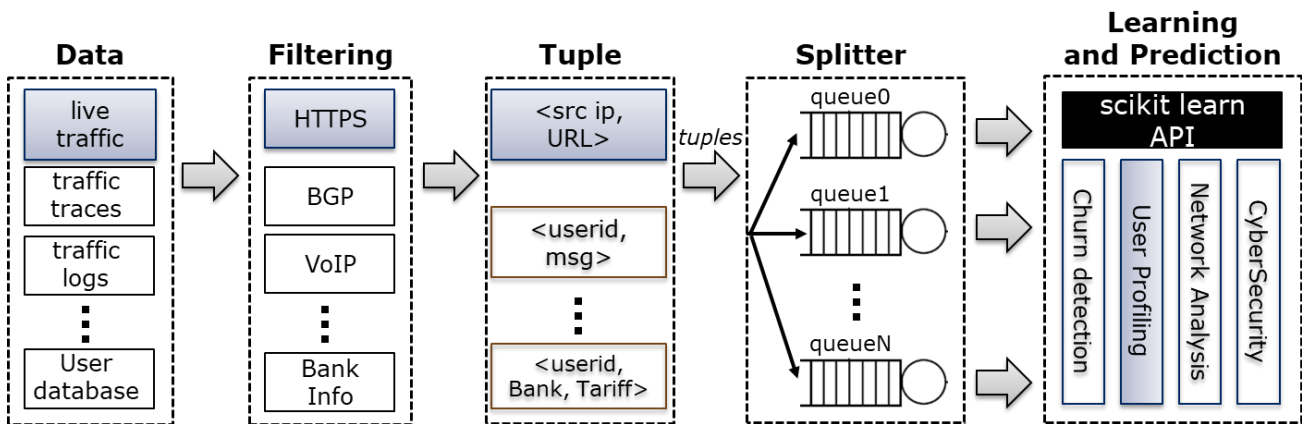 Data
live
traffic
traffic
traces
traffic
logs
User
database
Filtering
HTTPS
BGP
VoIP
Bank
Info
Tuple
<src ip,
URL>
<userid,
msg>
<userid,
Bank, Tariff>
tuples
Splitter
queue0
queue1
queueN
Learning
and Prediction
scikit learn
API
Churn detection
User Profiling
Network Analysis
CyberSecurity